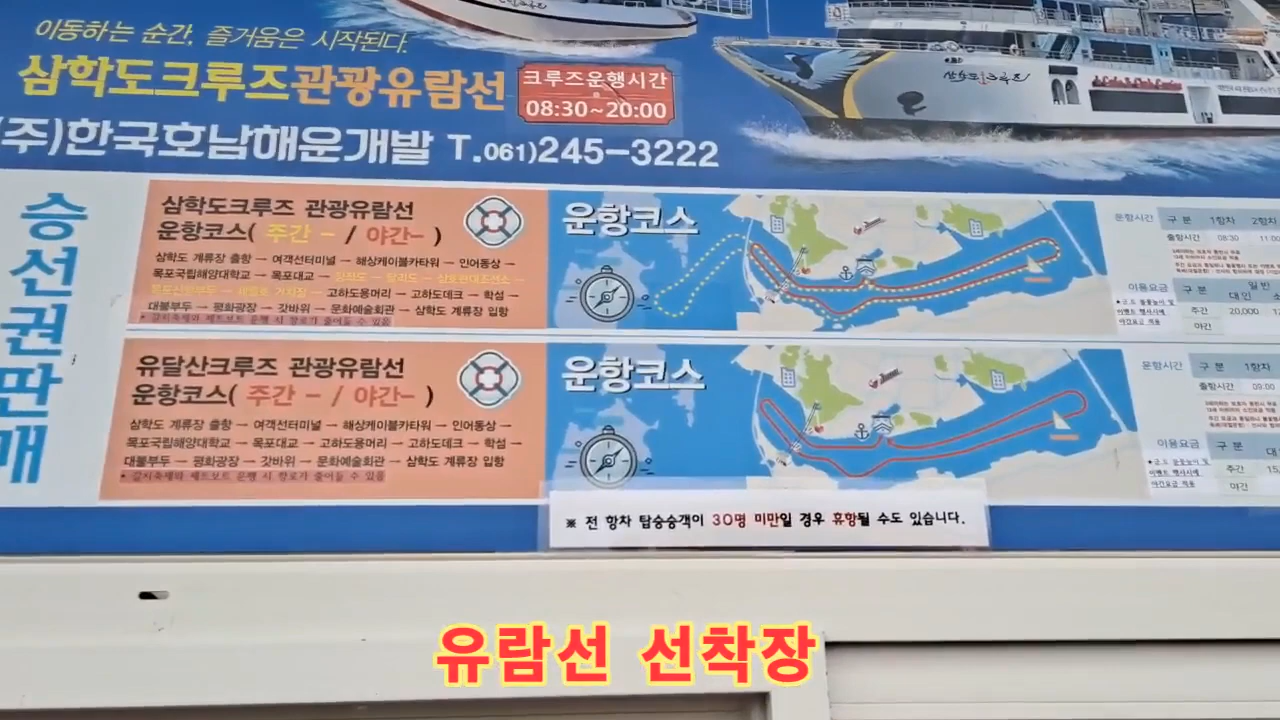 이동하는 순간, 즐거움은 시작된다.
삼학도크루즈관광유람선
크루즈운행시간
08:30~20:00
(주)한국호남해운개발 T.061)245-3222
삼학도크루즈
승선권판매
삼학도크루즈 관광유람선
운항코스( 주간 - / 야간- )
삼학도 계류장 출항 → 여객선터미널 → 해상케이블카타워 → 인어동상 →
목포국립해양대학교 → 목포대교 →
고하도용머리 → 고하도데크 → 학섬 →
대불부두 → 평화광장 → 갓바위 → 문화예술회관 → 삼학도 계류장 입항
운항코스
운항시간 구 분 1항차 2항차
출항시간 08:30 11:00
이용요금 구 분 일반
대인
주간 20,000
야간
유달산크루즈 관광유람선
운항코스( 주간 - / 야간- )
삼학도 계류장 출항 → 여객선터미널 → 해상케이블카타워 → 인어동상 →
목포국립해양대학교 → 목포대교 → 고하도용머리 → 고하도데크 → 학섬 →
대불부두 → 평화광장 → 갓바위 → 문화예술회관 → 삼학도 계류장 입항
운항코스
운항시간 구 분 1항차
출항시간 09:00
이용요금 구 분
주간
야간
※ 전 항차 탑승승객이 30명 미만일 경우 휴항될 수도 있습니다.
유람선 선착장